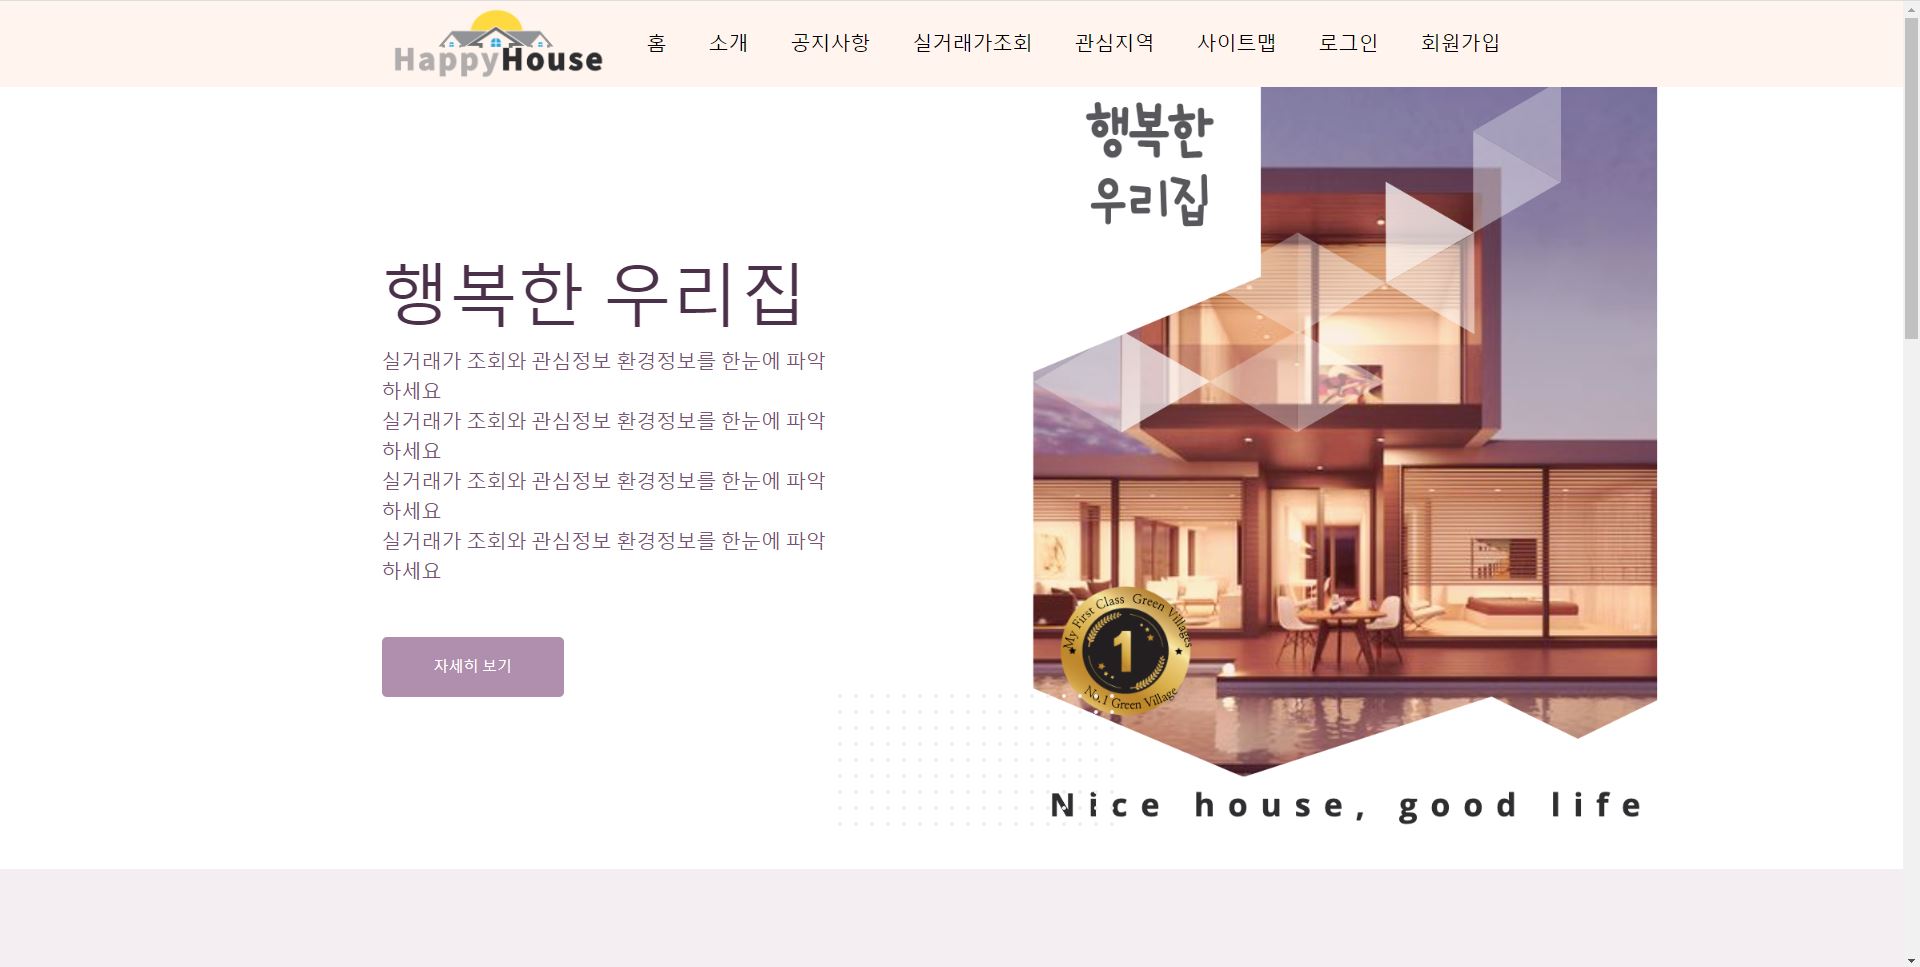 HappyHouse
홈 소개 공지사항 실거래가조회 관심지역 사이트맵 로그인 회원가입
행복한
우리집
행복한 우리집
실거래가 조회와 관심정보 환경정보를 한눈에 파악
하세요
실거래가 조회와 관심정보 환경정보를 한눈에 파악
하세요
실거래가 조회와 관심정보 환경정보를 한눈에 파악
하세요
실거래가 조회와 관심정보 환경정보를 한눈에 파악
하세요
자세히 보기
My First Class Green Villages
1
No.1 Green Village
Nice house, good life